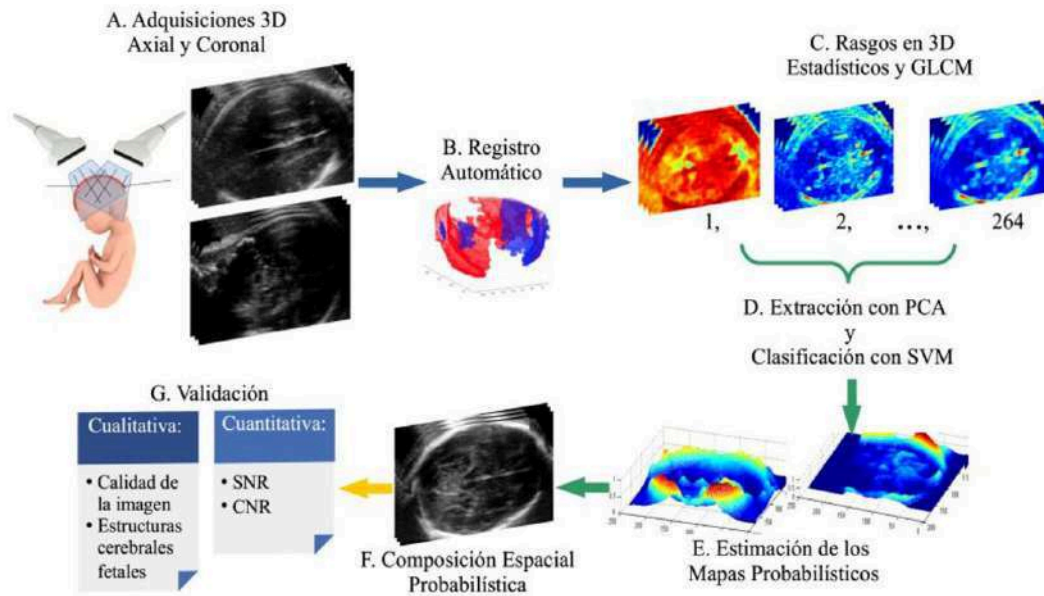 A. Adquisiciones 3D
Axial y Coronal
B. Registro
Automático
C. Rasgos en 3D
Estadísticos y GLCM
1,
2,
...,
264
D. Extracción con PCA
y
Clasificación con SVM
E. Estimación de los
Mapas Probabilísticos
F. Composición Espacial
Probabilística
G. Validación
Cualitativa:
• Calidad de
la imagen
• Estructuras
cerebrales
fetales
Cuantitativa:
• SNR
• CNR